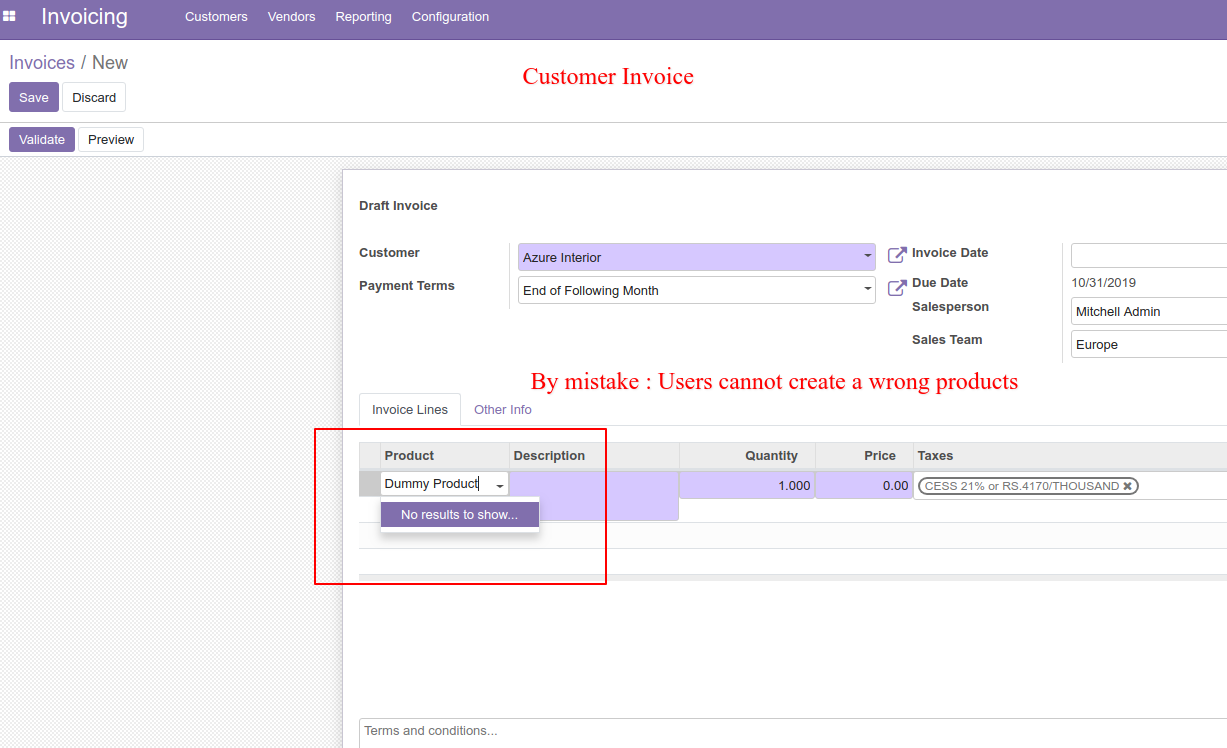 Invoicing Customers Vendors Reporting Configuration
Invoices / New
Customer Invoice
Save Discard
Validate Preview
Draft Invoice
Customer Azure Interior Invoice Date
Payment Terms End of Following Month Due Date 10/31/2019
Salesperson Mitchell Admin
Sales Team Europe
By mistake : Users cannot create a wrong products
Invoice Lines Other Info
Product Description Quantity Price Taxes
Dummy Product 1.000 0.00 CESS 21% or RS.4170/THOUSAND ✖
No results to show...
Terms and conditions...